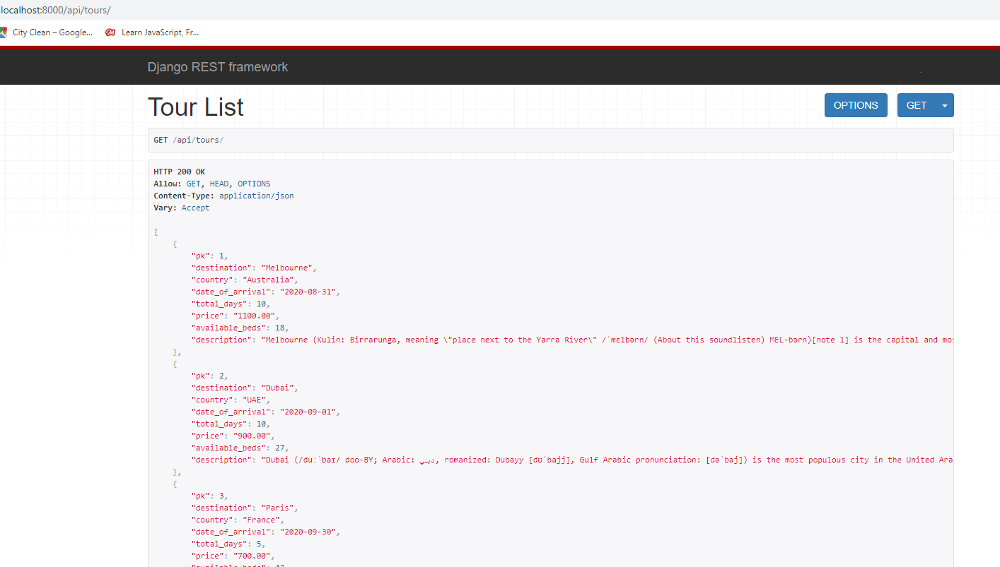 localhost:8000/api/tours/
City Clean – Google...
Learn JavaScript, Fr...
Django REST framework
Tour List
OPTIONS
GET
GET /api/tours/
HTTP 200 OK
Allow: GET, HEAD, OPTIONS
Content-Type: application/json
Vary: Accept
[
{
"pk": 1,
"destination": "Melbourne",
"country": "Australia",
"date_of_arrival": "2020-08-31",
"total_days": 10,
"price": "1100.00",
"available_beds": 18,
"description": "Melbourne (Kulin: Birrarunga, meaning \"place next to the Yarra River\" /ˈmɛlbərn/ (About this soundlisten) MEL-bərn)[note 1] is the capital and mos
},
{
"pk": 2,
"destination": "Dubai",
"country": "UAE",
"date_of_arrival": "2020-09-01",
"total_days": 10,
"price": "900.00",
"available_beds": 27,
"description": "Dubai (/duːˈbaɪ/ doo-BY; Arabic: دبي, romanized: Dubayy [dʊˈbajj], Gulf Arabic pronunciation: [dəˈbaj]) is the most populous city in the United Ara
},
{
"pk": 3,
"destination": "Paris",
"country": "France",
"date_of_arrival": "2020-09-30",
"total_days": 5,
"price": "700.00",